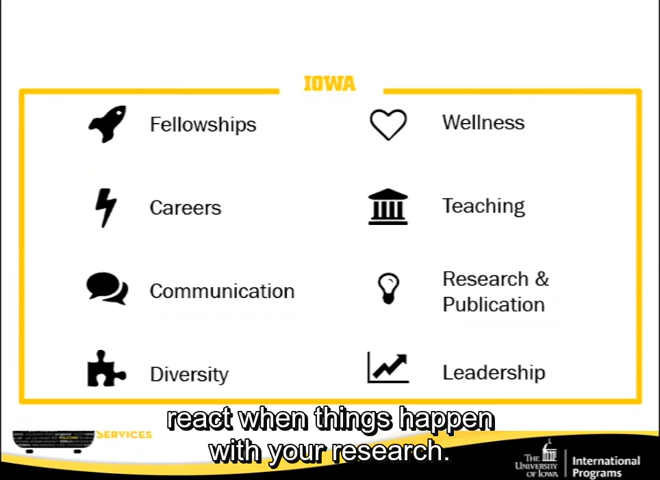 IOWA
Fellowships
Careers
Communication
Diversity
Wellness
Teaching
Research &
Publication
Leadership
react when things happen
with your research.
SERVICES
THE
UNIVERSITY
OF IOWA
International
Programs